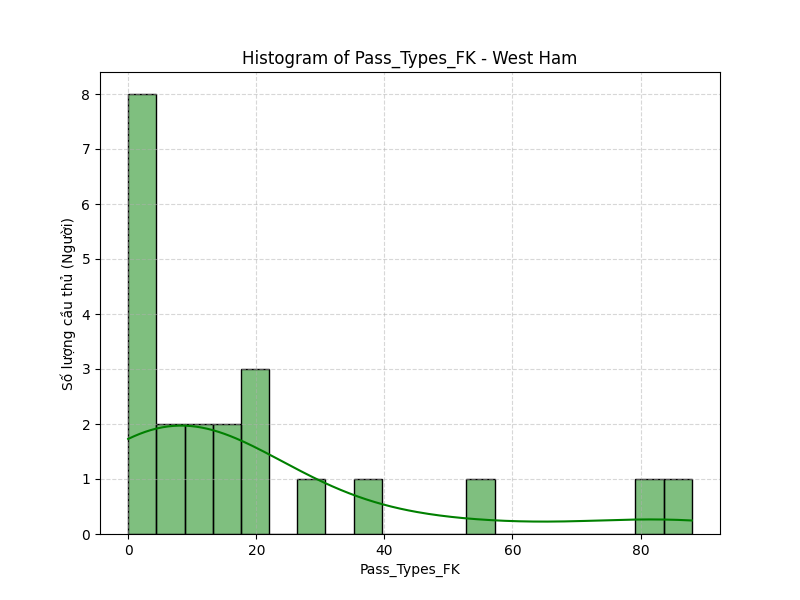 Histogram of Pass_Types_FK - West Ham
Số lượng cầu thủ (Người)
8
7
6
5
4
3
2
1
0
0 20 40 60 80
Pass_Types_FK